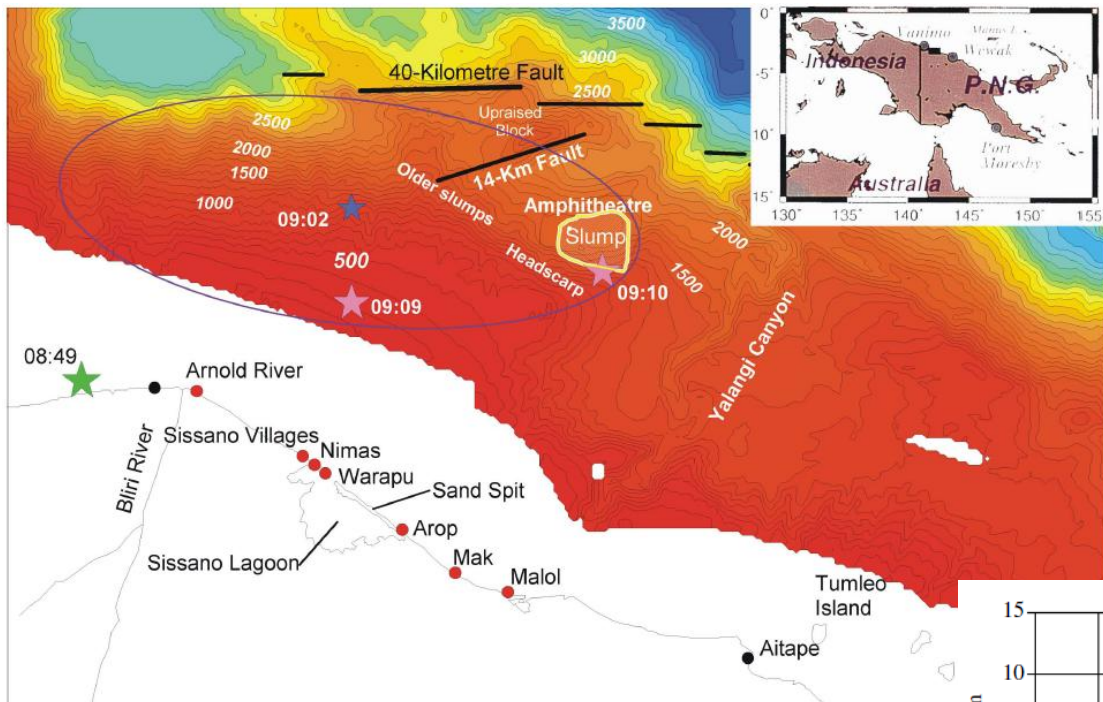 3500
3000
40-Kilometre Fault
2500
2500
Upraised
Block
2000
14-Km Fault
1500
Older slumps
1000
Amphitheatre
09:02
Slump
2000
500
Headscarp
1500
09:09
09:10
Yalangi Canyon
08:49
Arnold River
Bliri River
Sissano Villages
Nimas
Warapu
Sand Spit
Sissano Lagoon
Arop
Mak
Malol
Tumleo
Island
Aitape
0°
-5°
10°
15°
130°
135°
140°
145°
150°
155
Vanimo
Manus I.
Wewak
Indonesia
P.N.G.
Port
Moresby
Australia
15
10